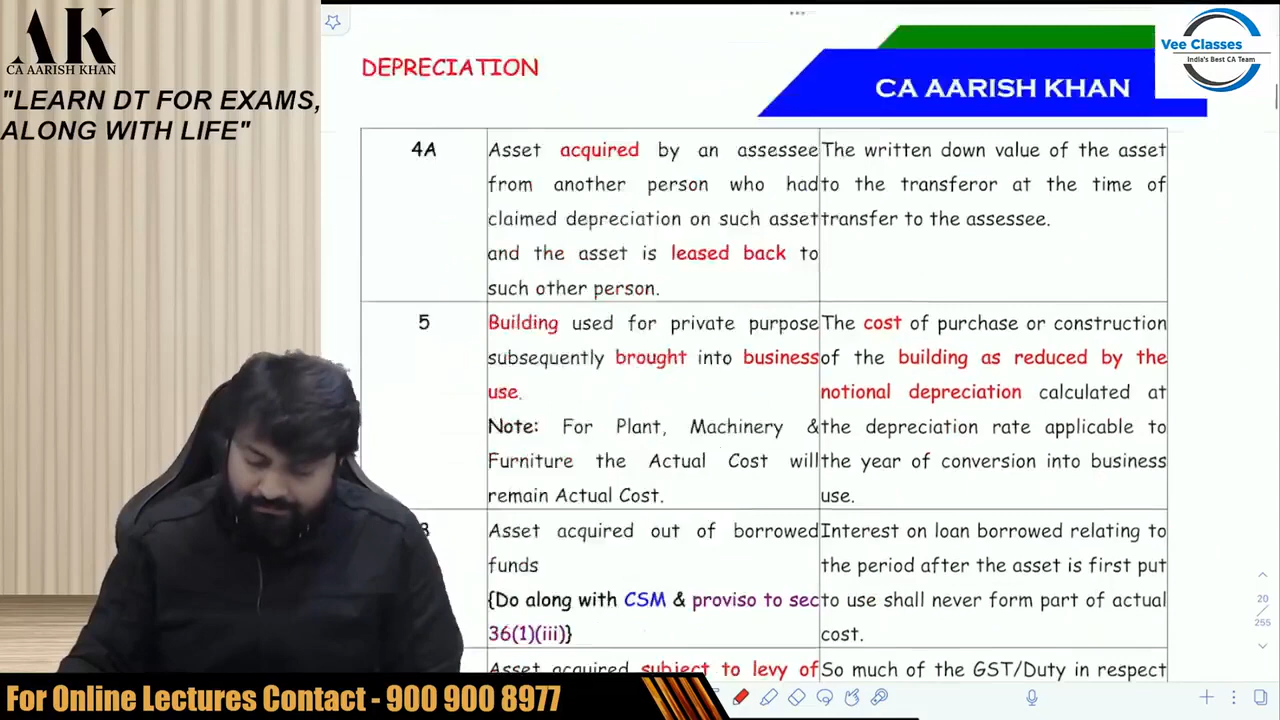 AK
CA AARISH KHAN
"LEARN DT FOR EXAMS,
ALONG WITH LIFE"
DEPRECIATION
CA AARISH KHAN
Vee Classes
India's Best CA Team
4A
Asset acquired by an assessee
from another person who had
claimed depreciation on such asset
and the asset is leased back to
such other person.
The written down value of the asset
to the transferor at the time of
transfer to the assessee.
5
Building used for private purpose
subsequently brought into business
use.
Note: For Plant, Machinery &
Furniture the Actual Cost will
remain Actual Cost.
The cost of purchase or construction
of the building as reduced by the
notional depreciation calculated at
the depreciation rate applicable to
the year of conversion into business
use.
Asset acquired out of borrowed
funds
{Do along with CSM & proviso to sec
36(1)(iii)}
Interest on loan borrowed relating to
the period after the asset is first put
to use shall never form part of actual
cost.
Asset acquired subject to levy of
So much of the GST/Duty in respect
20
255
For Online Lectures Contact - 900 900 8977